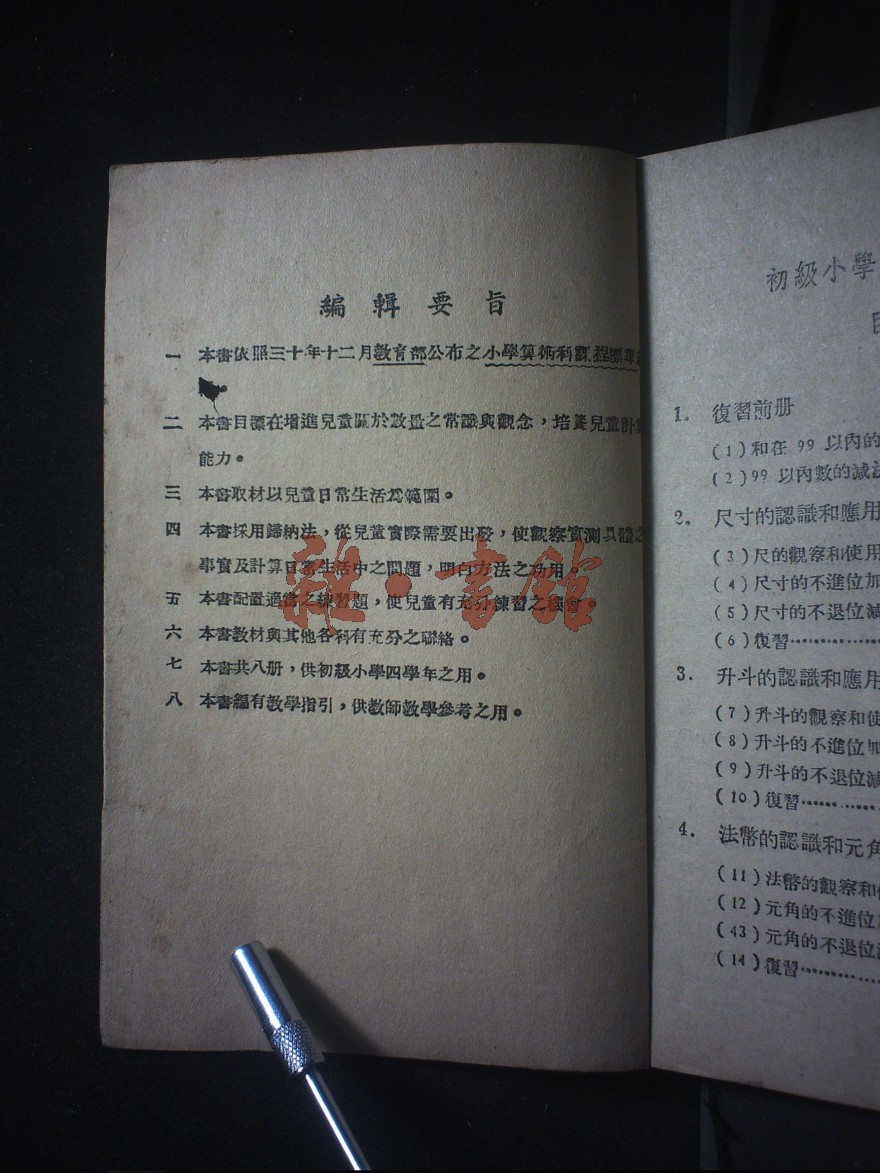 編輯要旨
一 本書依照三十年十二月教育部公布之小學算術科課程標準
二 本書目標在增進兒童關於數量之常識與觀念，培養兒童計算
能力。
三 本書取材以兒童日常生活為範圍。
四 本書採用歸納法，從兒童實際需要出發，使觀察實測具體之
事實及計算日常生活中之問題，明白方法之功用。
五 本書配置適當之練習題，使兒童有充分練習之機會。
六 本書教材與其他各科有充分之聯絡。
七 本書共八册，供初級小學四學年之用。
八 本書編有教學指引，供教師教學參考之用。
雜·書館
初級小學
1. 復習前册
(1)和在 99 以內的
(2)99 以內數的減法
2. 尺寸的認識和應用
(3)尺的觀察和使用
(4)尺寸的不進位加
(5)尺寸的不退位減
(6)復習
3. 升斗的認識和應用
(7)升斗的觀察和使
(8)升斗的不進位加
(9)升斗的不退位減
(10)復習
4. 法幣的認識和元角
(11)法幣的觀察和使
(12)元角的不進位
(43)元角的不退位
(14)復習